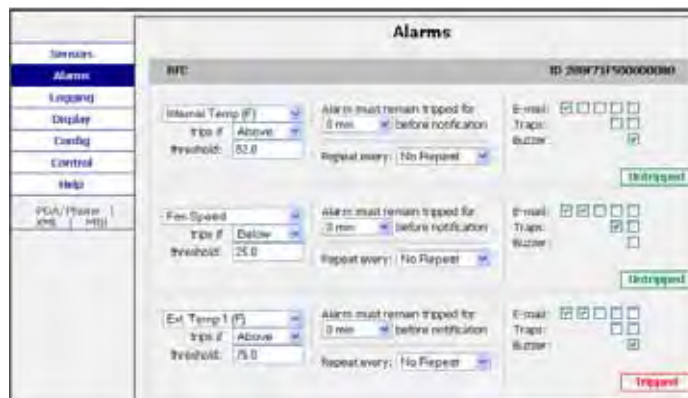 Alarms
Sensors
Alarms
Logging
Display
Config
Control
Help
PDA/Phone |
XML | MIB
ID
Internal Temp (F)
trips if Above
threshold: 82.0
Alarm must remain tripped for
0 min before notification
Repeat every: No Repeat
E-mail:
Traps:
Buzzer:
Untripped
Fan Speed
trips if Below
threshold: 25.0
Alarm must remain tripped for
0 min before notification
Repeat every: No Repeat
E-mail:
Traps:
Buzzer:
Untripped
Ext Temp 1 (F)
trips if Above
threshold: 75.0
Alarm must remain tripped for
0 min before notification
Repeat every: No Repeat
E-mail:
Traps:
Buzzer:
Tripped